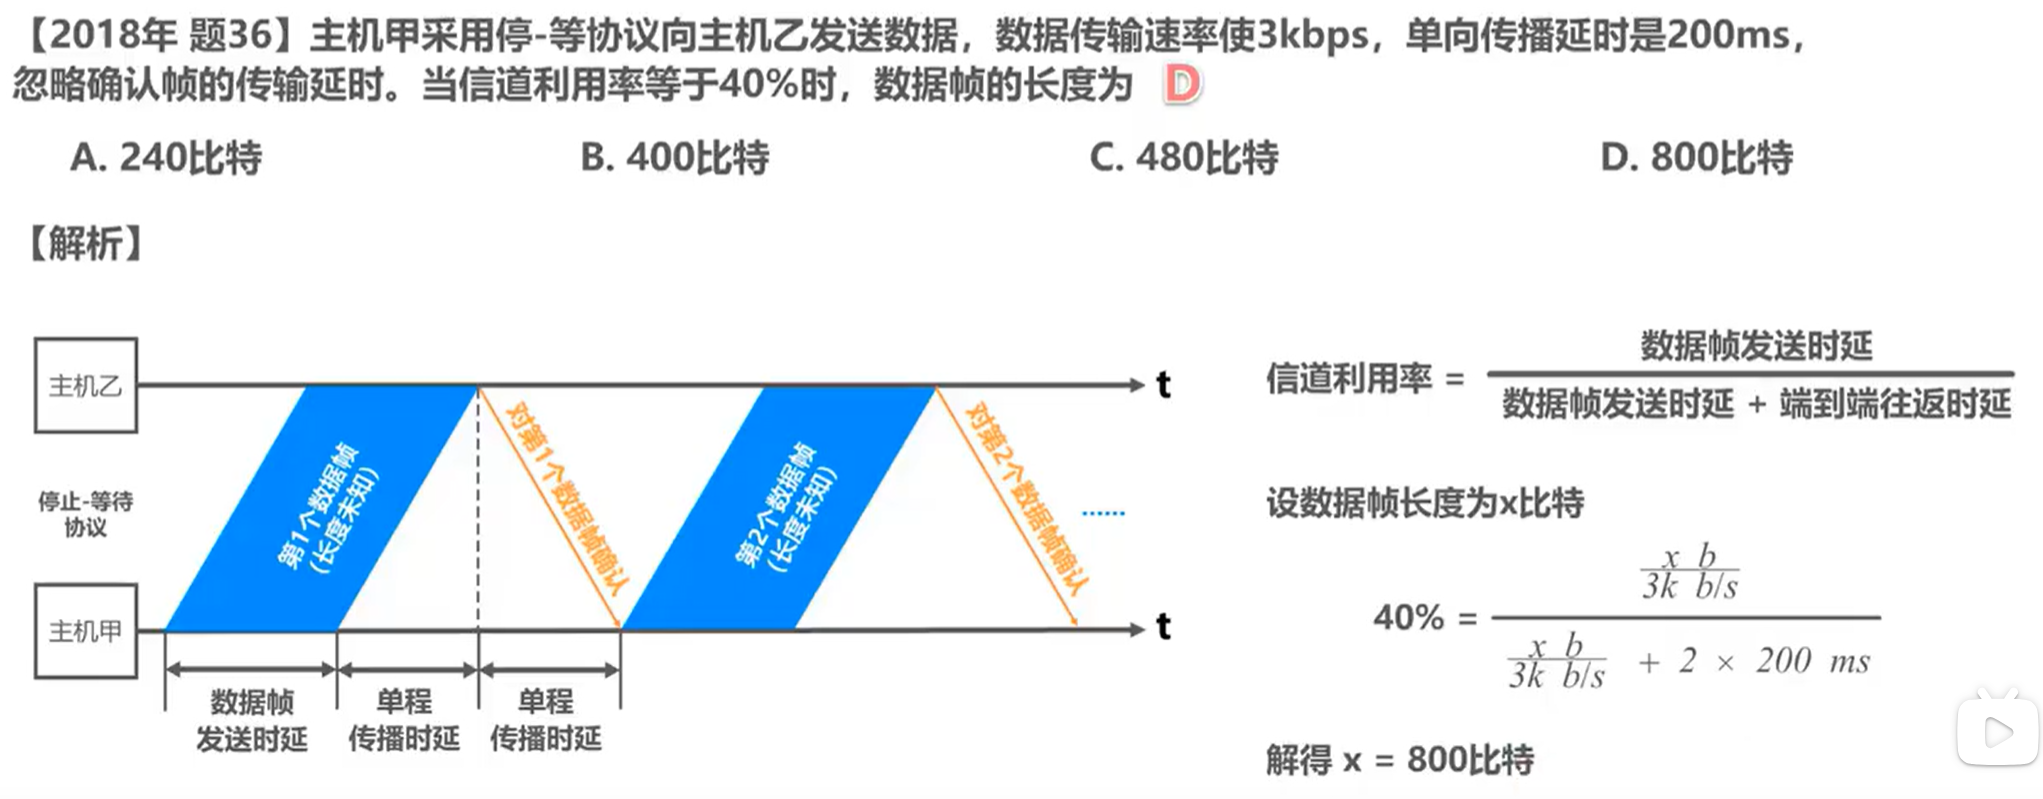 【2018年 题36】主机甲采用停-等协议向主机乙发送数据，数据传输速率使3kbps，单向传播延时是200ms，
忽略确认帧的传输延时。当信道利用率等于40%时，数据帧的长度为 D
A. 240比特 B. 400比特 C. 480比特 D. 800比特
【解析】
主机乙
t
第1个数据帧
(长度未知)
对第1个数据帧确认
第2个数据帧
(长度未知)
对第2个数据帧确认
……
停止-等待
协议
主机甲
t
数据帧
发送时延
单程
传播时延
单程
传播时延
信道利用率 =
数据帧发送时延
数据帧发送时延 + 端到端往返时延
设数据帧长度为x比特
40% =
x b
3k b/s
x b
3k b/s
+ 2 × 200 ms
解得 x = 800比特